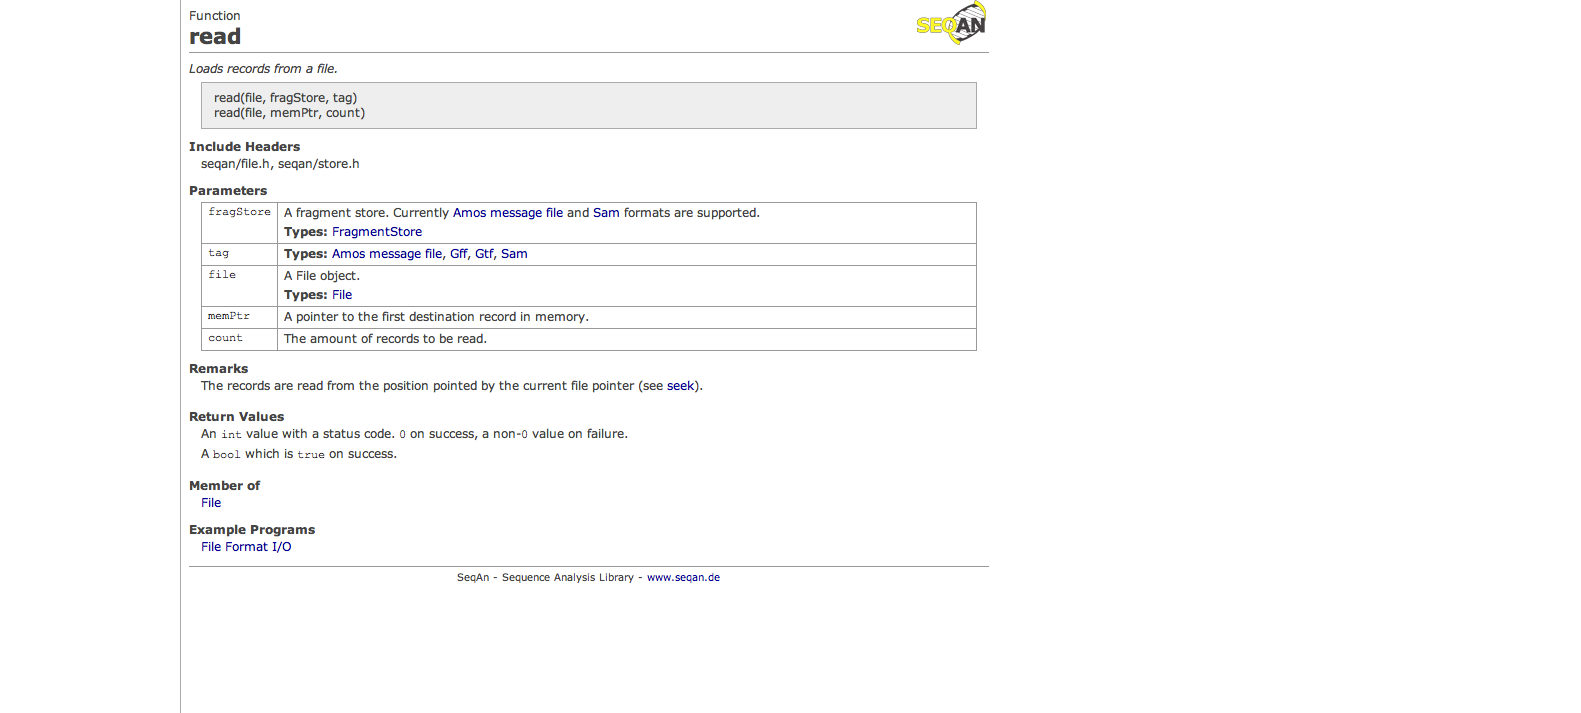 Function
SEQAN
read
Loads records from a file.
read(file, fragStore, tag)
read(file, memPtr, count)
Include Headers
seqan/file.h, seqan/store.h
Parameters
fragStore A fragment store. Currently Amos message file and Sam formats are supported.
Types: FragmentStore
tag Types: Amos message file, Gff, Gtf, Sam
file A File object.
Types: File
memPtr A pointer to the first destination record in memory.
count The amount of records to be read.
Remarks
The records are read from the position pointed by the current file pointer (see seek).
Return Values
An int value with a status code. 0 on success, a non-0 value on failure.
A bool which is true on success.
Member of
File
Example Programs
File Format I/O
SeqAn - Sequence Analysis Library - www.seqan.de